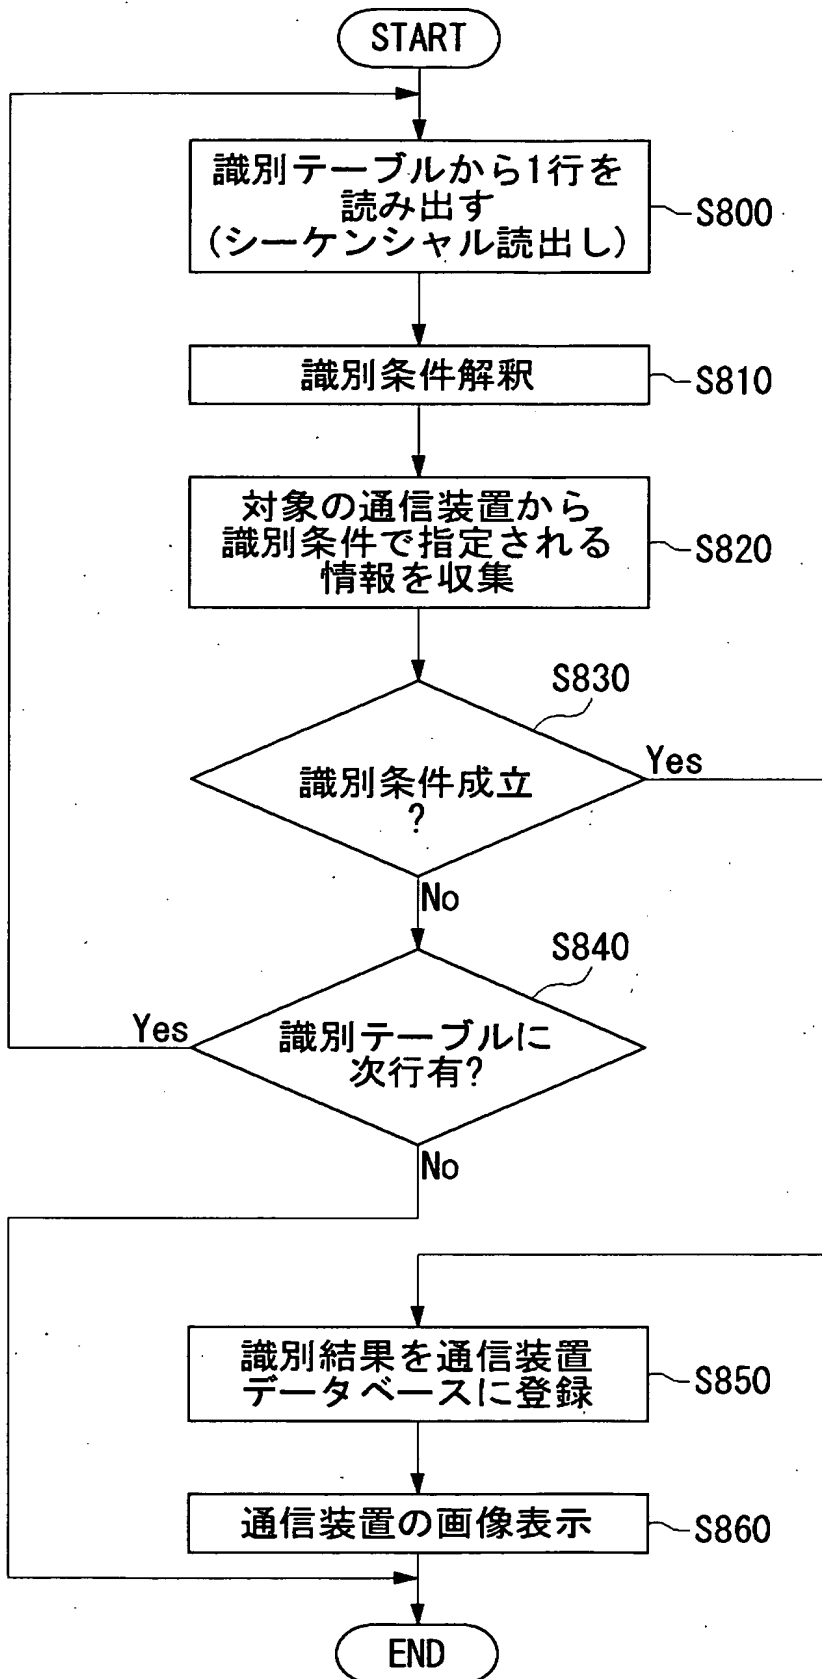 START
識別テーブルから1行を
読み出す
(シーケンシャル読出し)
S800
識別条件解釈
S810
対象の通信装置から
識別条件で指定される
情報を収集
S820
S830
識別条件成立
?
Yes
No
S840
識別テーブルに
次行有?
Yes
No
識別結果を通信装置
データベースに登録
S850
通信装置の画像表示
S860
END